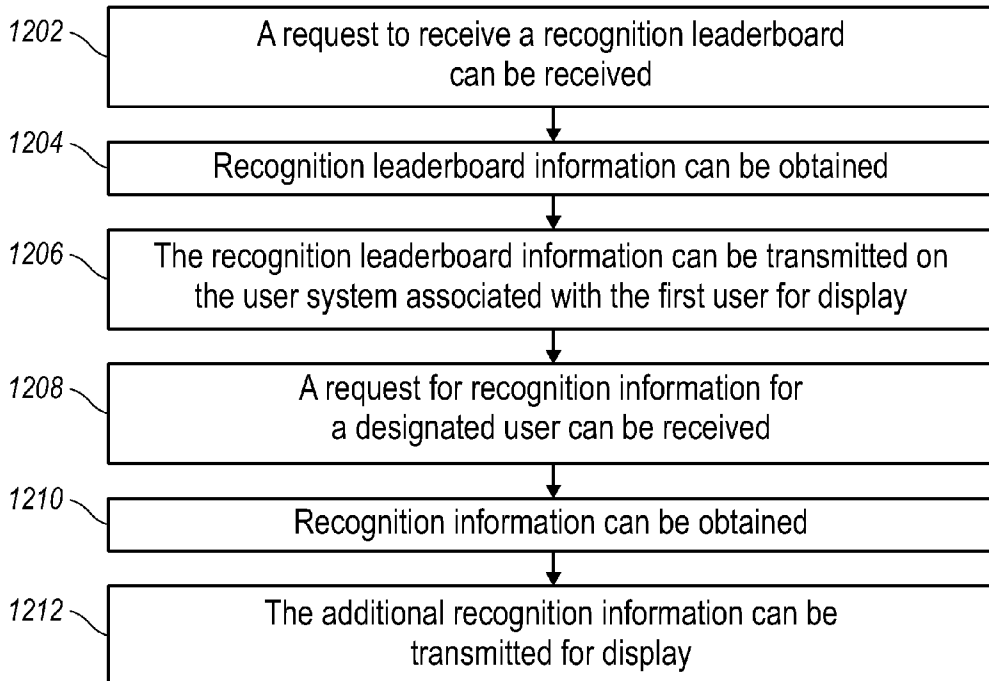 1202
A request to receive a recognition leaderboard
can be received
1204
Recognition leaderboard information can be obtained
1206
The recognition leaderboard information can be transmitted on
the user system associated with the first user for display
1208
A request for recognition information for
a designated user can be received
1210
Recognition information can be obtained
1212
The additional recognition information can be
transmitted for display